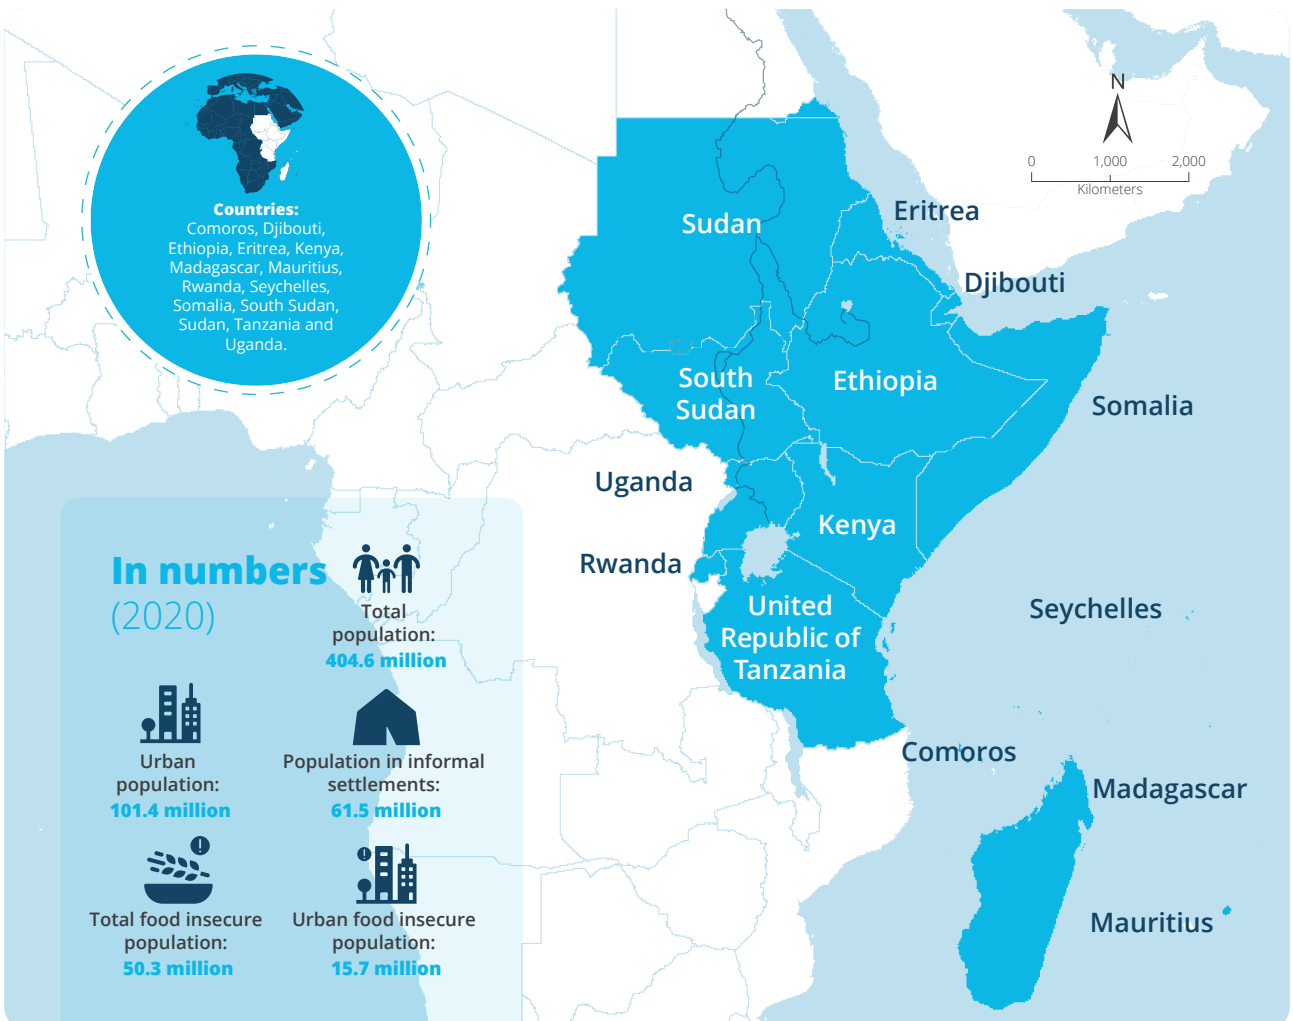 Countries:
Comoros, Djibouti,
Ethiopia, Eritrea, Kenya,
Madagascar, Mauritius,
Rwanda, Seychelles,
Somalia, South Sudan,
Sudan, Tanzania and
Uganda.
N
0 1,000 2,000
Kilometers
Sudan
Eritrea
Djibouti
South
Sudan
Ethiopia
Somalia
Uganda
Kenya
Rwanda
United
Republic of
Tanzania
Seychelles
Comoros
Madagascar
Mauritius
In numbers
(2020)
Total
population:
404.6 million
Urban
population:
101.4 million
Population in informal
settlements:
61.5 million
Total food insecure
population:
50.3 million
Urban food insecure
population:
15.7 million